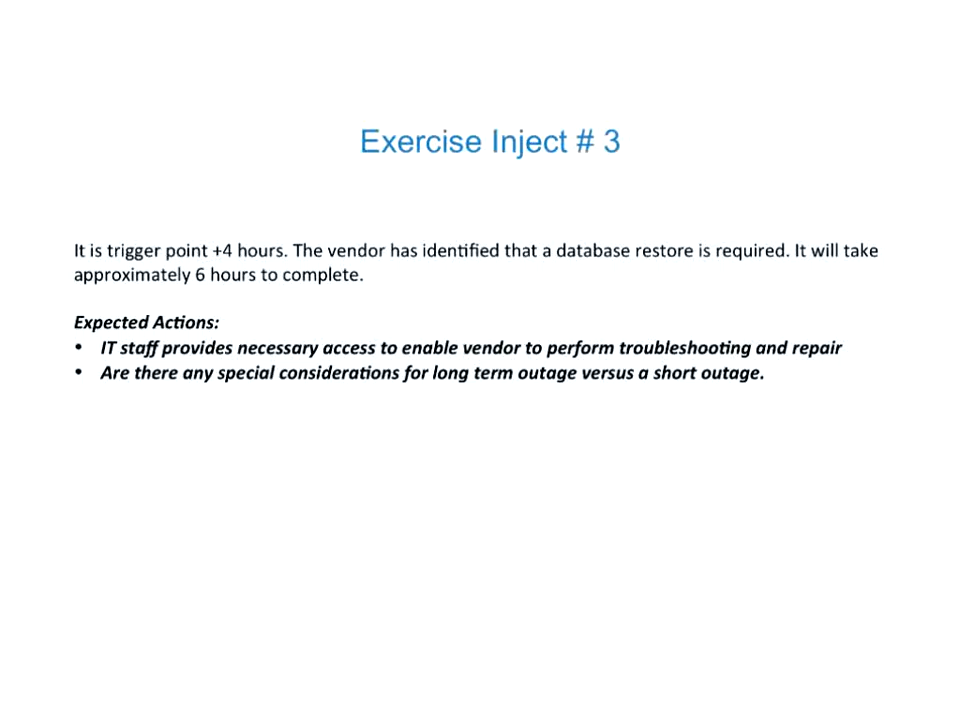 Exercise Inject # 3
It is trigger point +4 hours. The vendor has identified that a database restore is required. It will take
approximately 6 hours to complete.
Expected Actions:
• IT staff provides necessary access to enable vendor to perform troubleshooting and repair
• Are there any special considerations for long term outage versus a short outage.